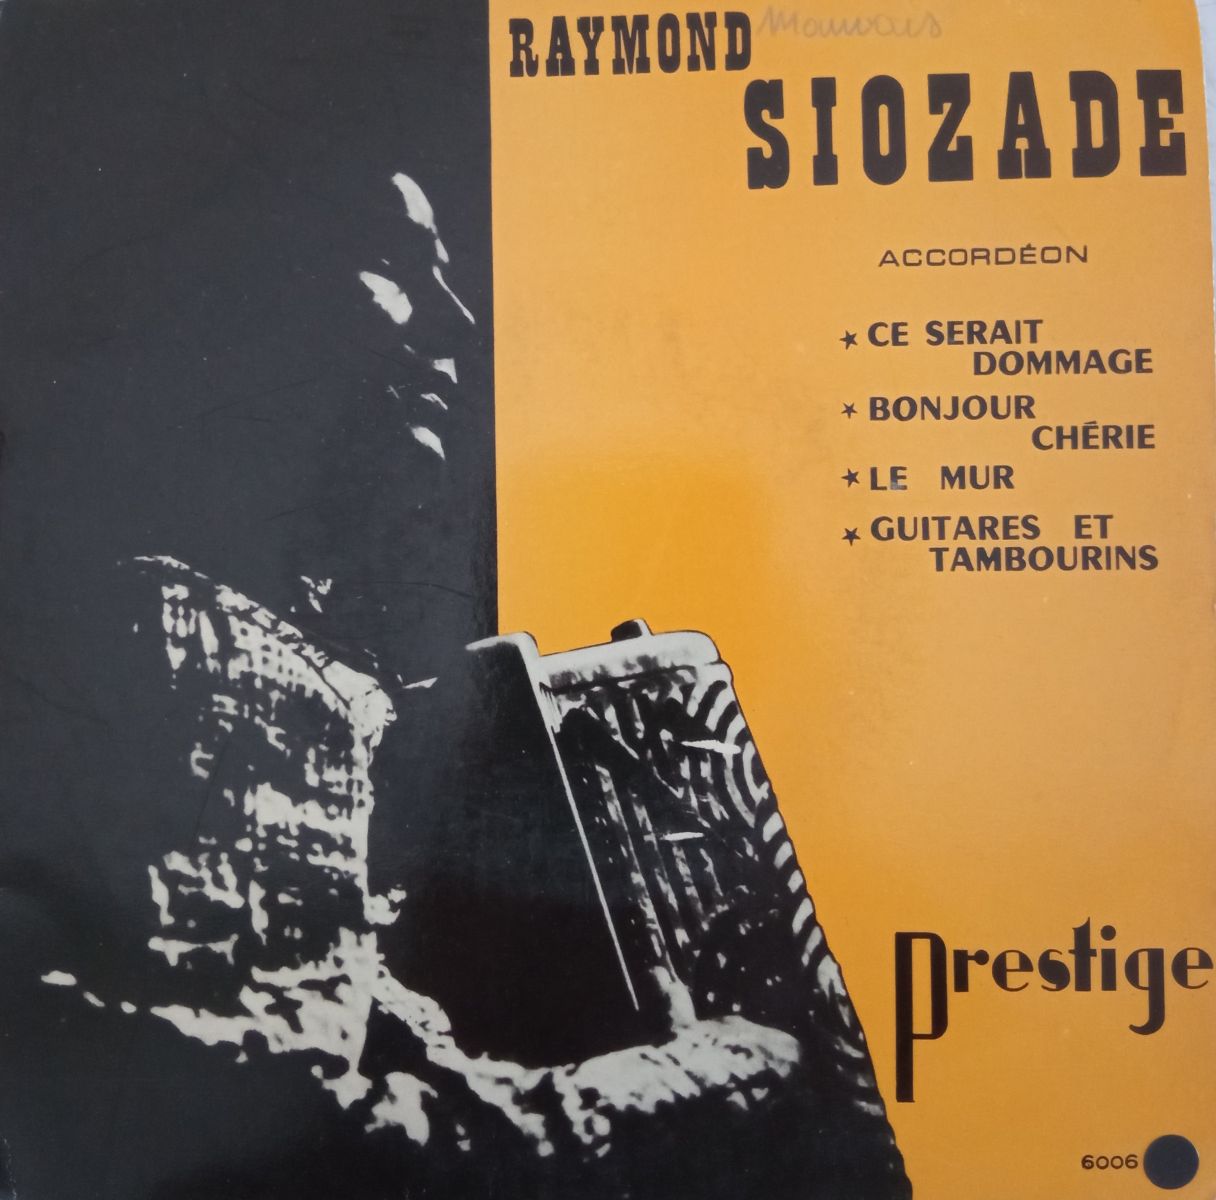 RAYMOND
Mauvais
SIOZADE
ACCORDÉON
★ CE SERAIT
DOMMAGE
★ BONJOUR
CHÉRIE
★ LE MUR
★ GUITARES ET
TAMBOURINS
prestige
6006